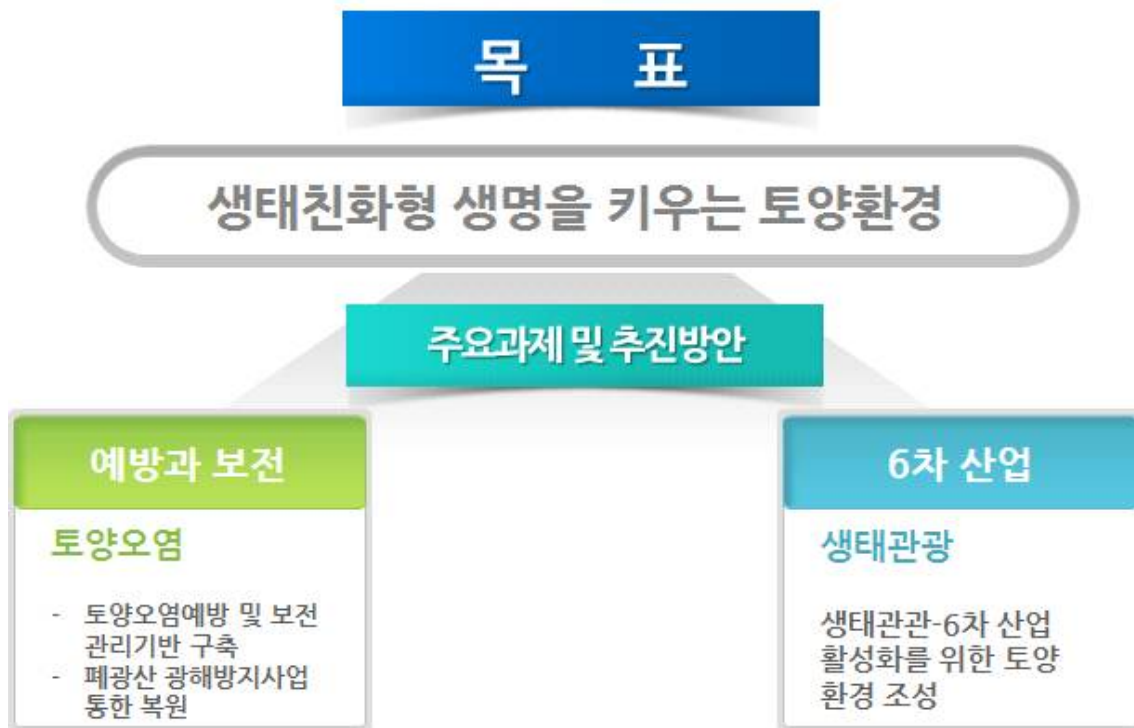 목 표
생태친화형 생명을 키우는 토양환경
주요과제 및 추진방안
예방과 보전
토양오염
- 토양오염예방 및 보전
관리기반 구축
- 폐광산 광해방지사업
통한 복원
6차 산업
생태관광
생태관관-6차 산업
활성화를 위한 토양
환경 조성